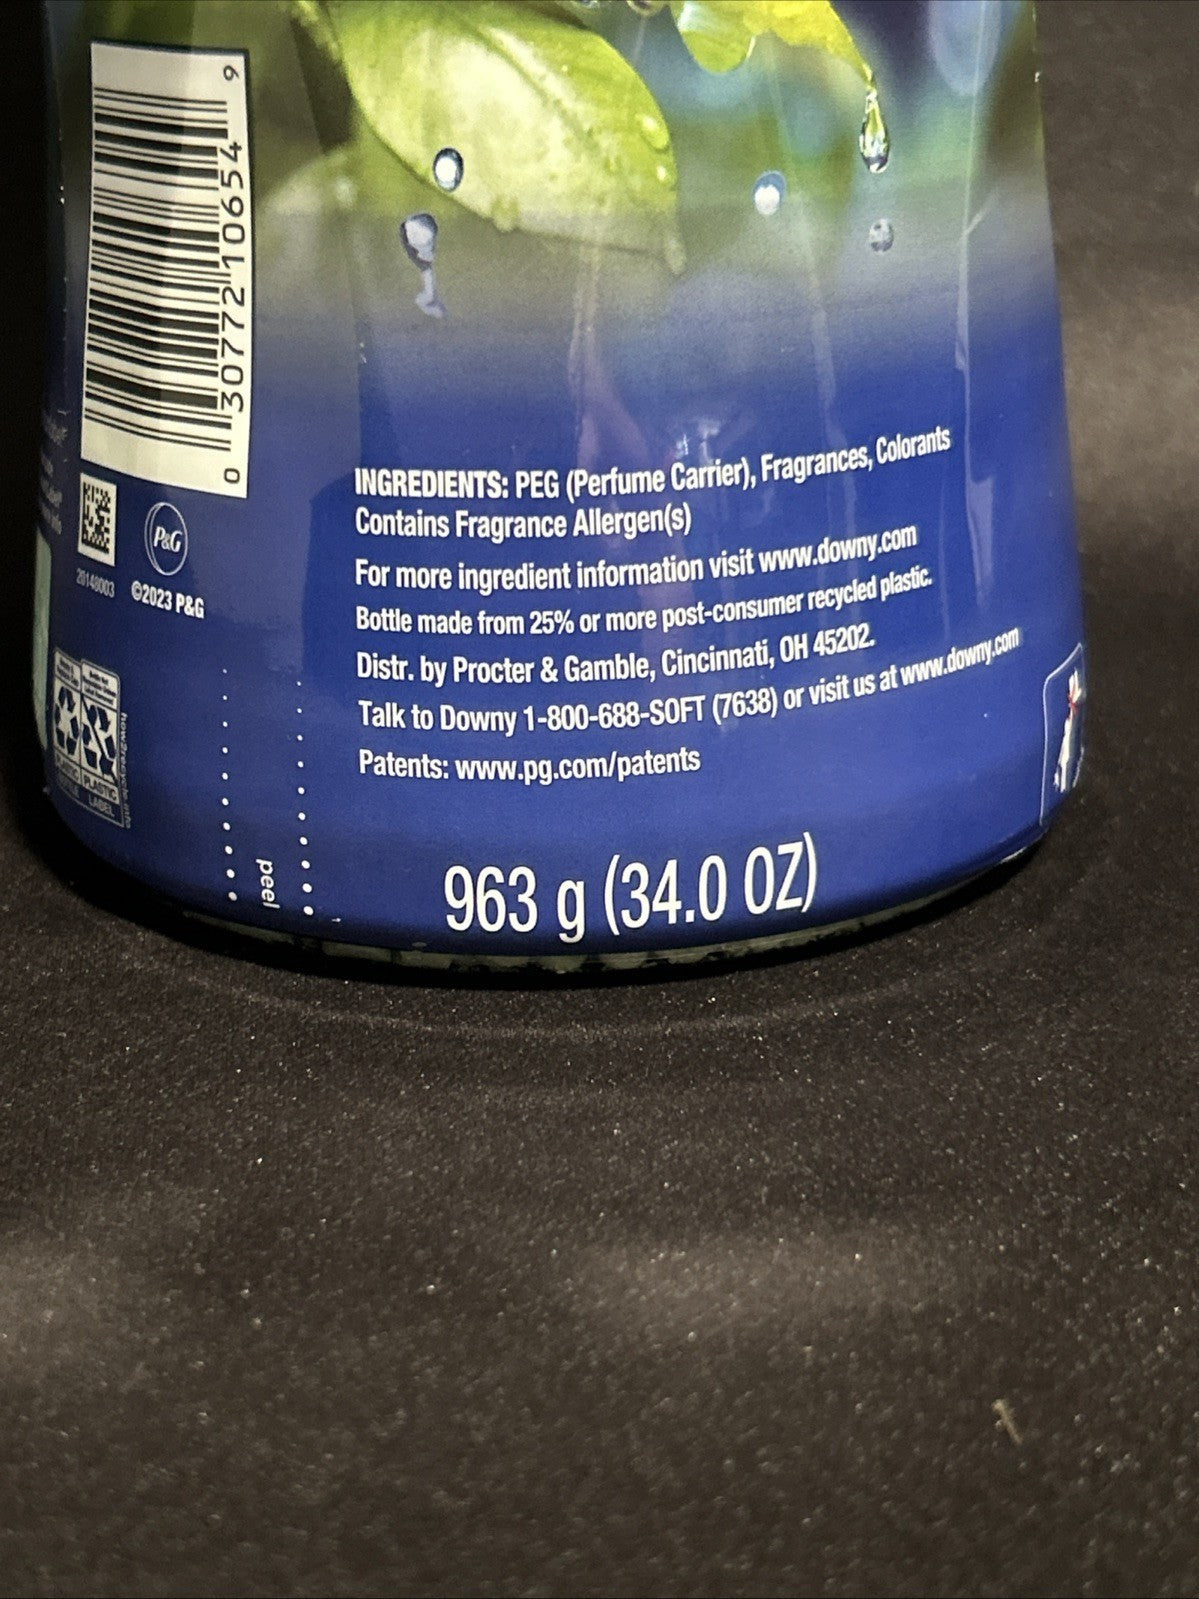 0 30772 10654 9
P&G
20148003
©2023 P&G
PLASTIC
LABEL
peel
INGREDIENTS: PEG (Perfume Carrier), Fragrances, Colorants
Contains Fragrance Allergen(s)
For more ingredient information visit www.downy.com
Bottle made from 25% or more post-consumer recycled plastic.
Distr. by Procter & Gamble, Cincinnati, OH 45202.
Talk to Downy 1-800-688-SOFT (7638) or visit us at www.downy.com
Patents: www.pg.com/patents
963 g (34.0 OZ)